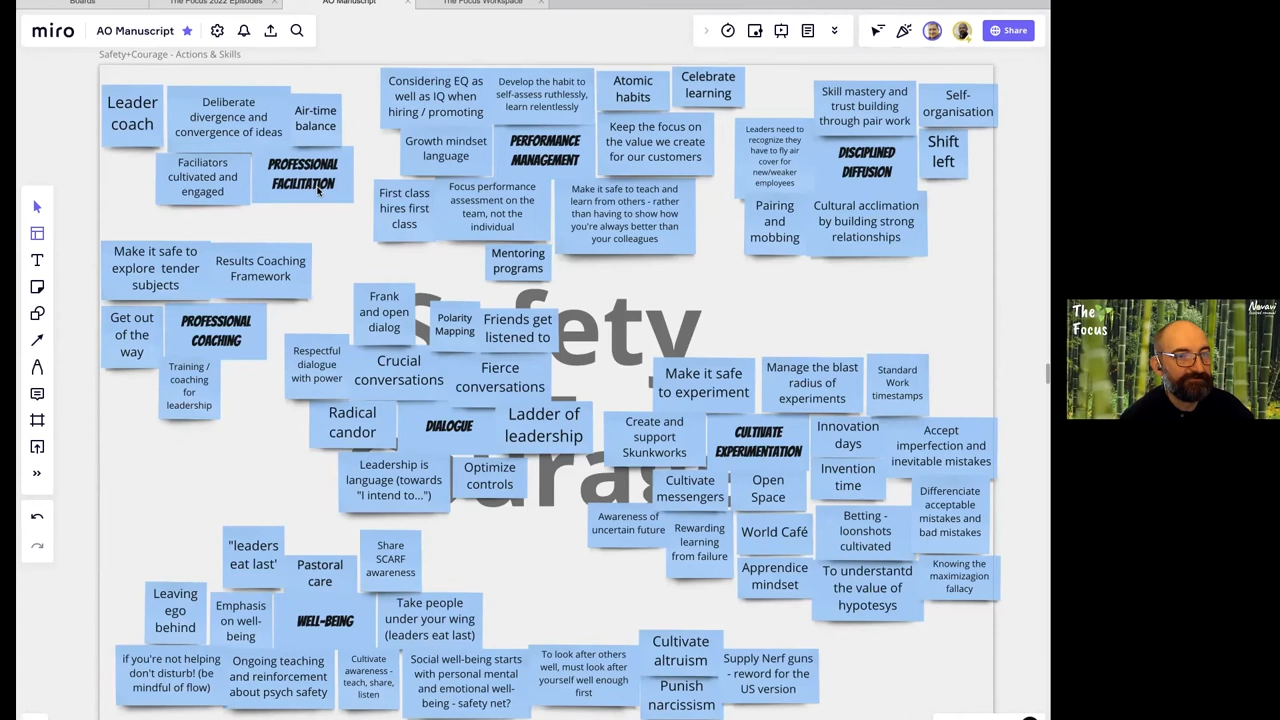 Boards
The Focus 2022 Episodes
AO Manuscript
The Focus Workspace
miro
AO Manuscript
Share
Safety+Courage - Actions & Skills
Leader
coach
Deliberate
divergence and
convergence of ideas
Air-time
balance
Faciliators
cultivated and
engaged
PROFESSIONAL
FACILITATION
Considering EQ as
well as IQ when
hiring / promoting
Develop the habit to
self-assess ruthlessly,
learn relentlessly
Atomic
habits
Celebrate
learning
Growth mindset
language
PERFORMANCE
MANAGEMENT
Keep the focus on
the value we create
for our customers
First class
hires first
class
Focus performance
assessment on the
team, not the
individual
Make it safe to teach and
learn from others - rather
than having to show how
you're always better than
your colleagues
Mentoring
programs
Skill mastery and
trust building
through pair work
Self-
organisation
Leaders need to
recognize they
have to fly air
cover for
new/weaker
employees
DISCIPLINED
DIFFUSION
Shift
left
Pairing
and
mobbing
Cultural acclimation
by building strong
relationships
Make it safe to
explore tender
subjects
Results Coaching
Framework
Get out
of the
way
PROFESSIONAL
COACHING
Training /
coaching
for
leadership
Frank
and open
dialog
Polarity
Mapping
Friends get
listened to
Respectful
dialogue
with power
Crucial
conversations
Fierce
conversations
Radical
candor
DIALOGUE
Ladder of
leadership
Leadership is
language (towards
"I intend to...")
Optimize
controls
Make it safe
to experiment
Manage the blast
radius of
experiments
Standard
Work
timestamps
Create and
support
Skunkworks
CULTIVATE
EXPERIMENTATION
Innovation
days
Accept
imperfection and
inevitable mistakes
Cultivate
messengers
Open
Space
Invention
time
Awareness of
uncertain future
Rewarding
learning
from failure
World Café
Betting -
loonshots
cultivated
Differenciate
acceptable
mistakes and
bad mistakes
Apprendice
mindset
To understantd
the value of
hypotesys
Knowing the
maximizagion
fallacy
"leaders
eat last'
Pastoral
care
Share
SCARF
awareness
Leaving
ego
behind
Emphasis
on well-
being
WELL-BEING
Take people
under your wing
(leaders eat last)
if you're not helping
don't disturb! (be
mindful of flow)
Ongoing teaching
and reinforcement
about psych safety
Cultivate
awareness -
teach, share,
listen
Social well-being starts
with personal mental
and emotional well-
being - safety net?
To look after others
well, must look after
yourself well enough
first
Cultivate
altruism
Punish
narcissism
Supply Nerf guns
- reword for the
US version
The
Focus
Novavi